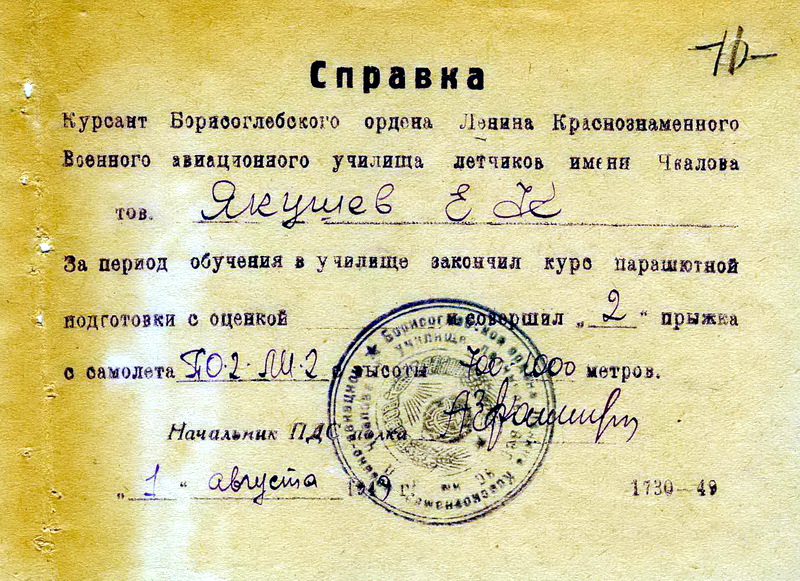 Справка
Курсант Борисоглебского ордена Ленина Краснознаменного
Военного авиационного училища летчиков имени Чкалова
тов. Якушев Е К
За период обучения в училище закончил курс парашютной
подготовки с оценкой и совершил „ 2 “ прыжка
с самолета ПО-2 ЛИ-2 с высоты 700 1000 метров.
Начальник ПДС полка
„ 1 “ августа 1949 г.
1730—49